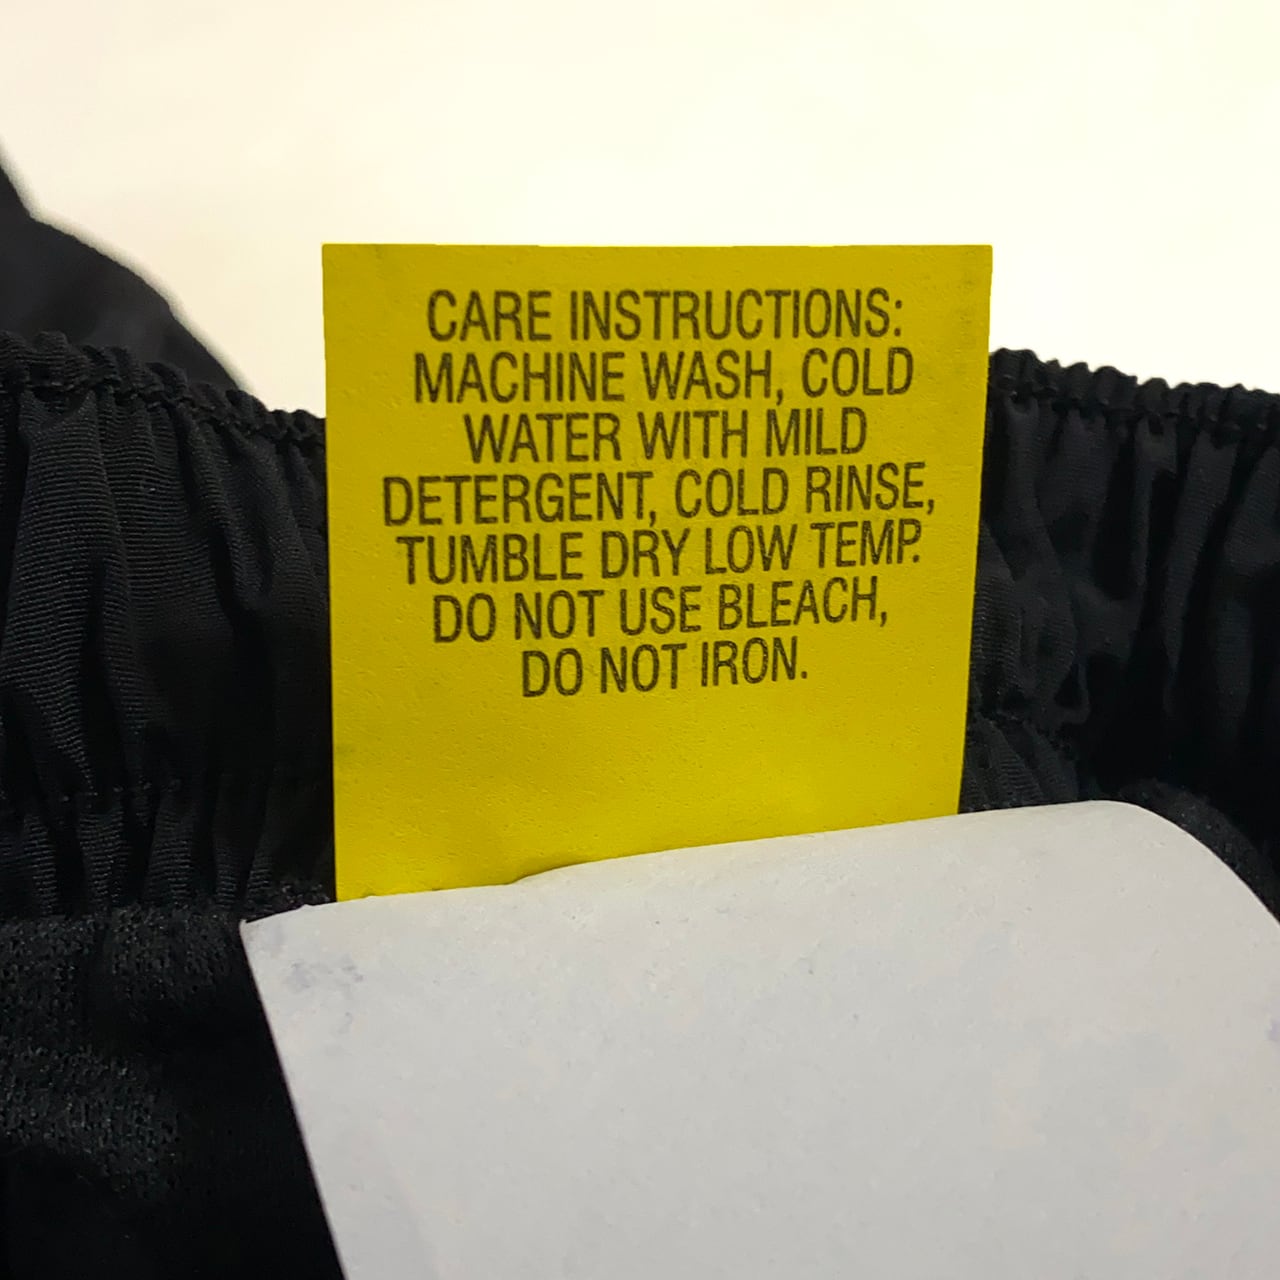 CARE INSTRUCTIONS:
MACHINE WASH, COLD
WATER WITH MILD
DETERGENT, COLD RINSE,
TUMBLE DRY LOW TEMP.
DO NOT USE BLEACH,
DO NOT IRON.